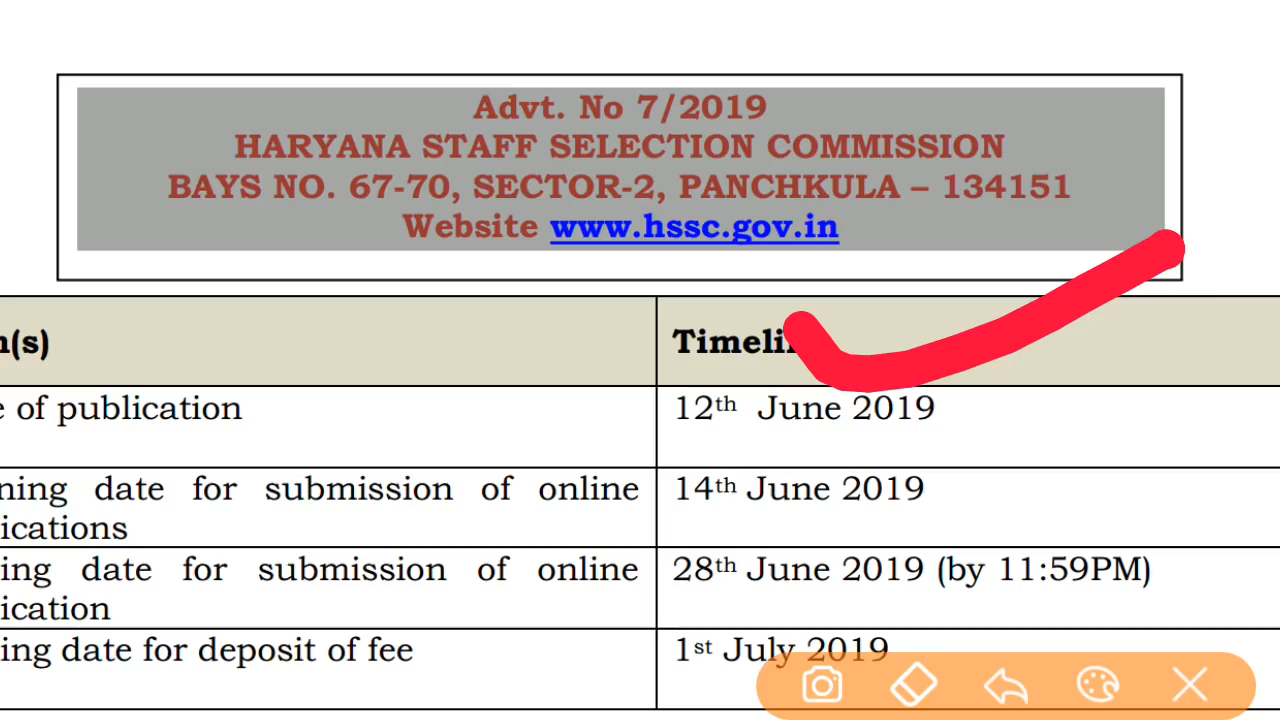 Advt. No 7/2019
HARYANA STAFF SELECTION COMMISSION
BAYS NO. 67-70, SECTOR-2, PANCHKULA – 134151
Website www.hssc.gov.in
n(s) Timeli
e of publication 12th June 2019
ning date for submission of online 14th June 2019
ications
ing date for submission of online 28th June 2019 (by 11:59PM)
ication
ing date for deposit of fee 1st July 2019